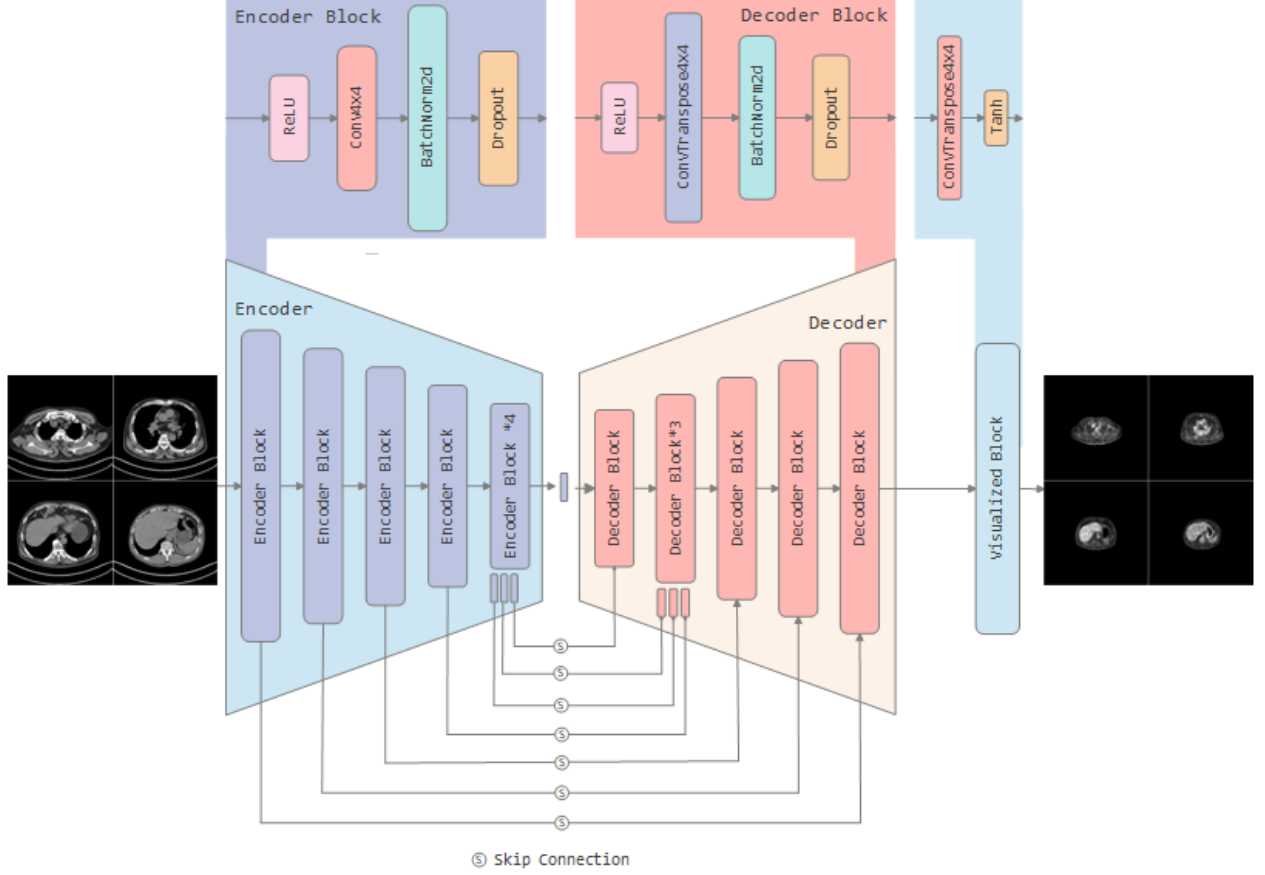 Encoder Block
ReLU
Conv4x4
BatchNorm2d
Dropout
Decoder Block
ReLU
ConvTranspose4x4
BatchNorm2d
Dropout
ConvTranspose4x4
Tanh
Encoder
Encoder Block
Encoder Block
Encoder Block
Encoder Block
Encoder Block *4
Decoder
Decoder Block
Decoder Block*3
Decoder Block
Decoder Block
Decoder Block
Visualized Block
S
S
S
S
S
S
S
Ⓢ Skip Connection